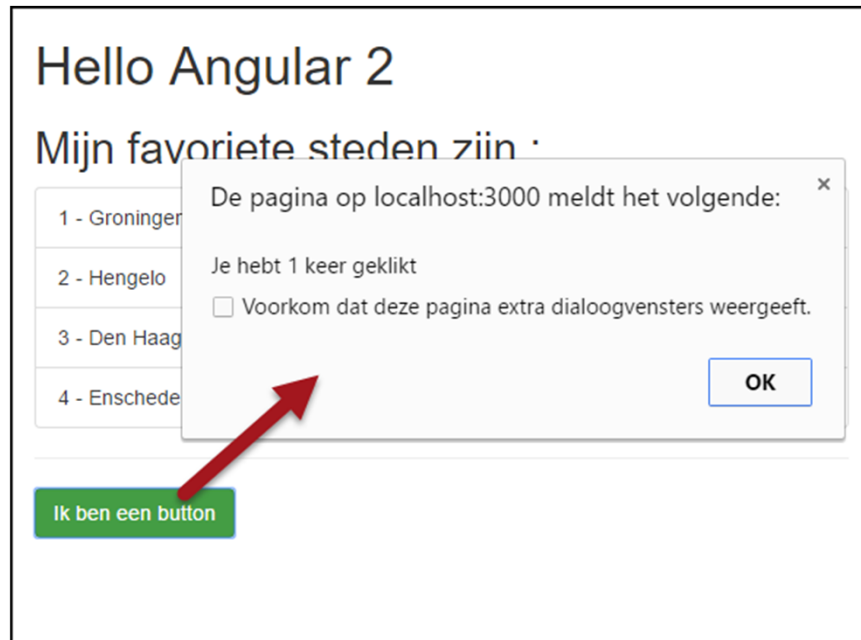 Hello Angular 2
Mijn favoriete steden zijn :
De pagina op localhost:3000 meldt het volgende:
×
Je hebt 1 keer geklikt
Voorkom dat deze pagina extra dialoogvensters weergeeft.
OK
1 - Groningen
2 - Hengelo
3 - Den Haag
4 - Enschede
Ik ben een button